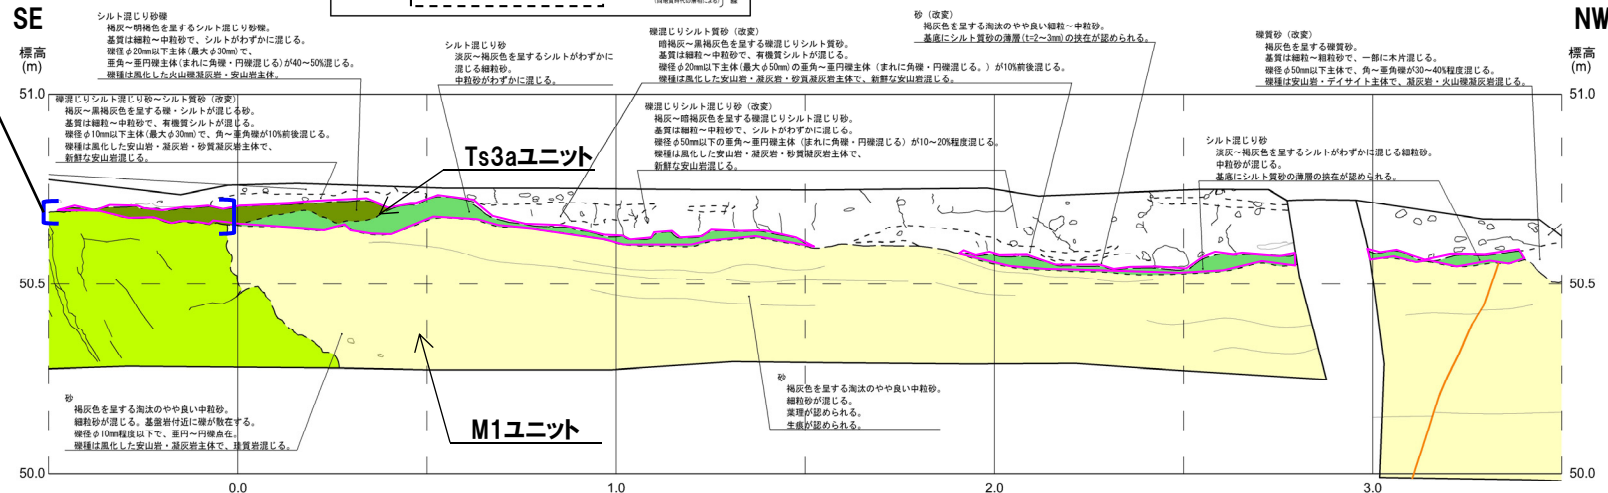 SE
標高
(m)
シルト混じり砂礫
褐灰～明褐色を呈するシルト混じり砂礫。
基質は細粒～中粒砂で、シルトがわずかに混じる。
礫径φ20mm以下主体(最大φ30mm)で、
亜角～亜円礫主体(まれに角礫・円礫混じる)が40～50%混じる。
礫種は風化した火山礫凝灰岩・安山岩主体。
シルト混じり砂
淡灰～褐灰色を呈するシルトがわずかに
混じる細粒砂。
中粒砂がわずかに混じる。
礫混じりシルト質砂（改変）
暗褐灰～黒褐灰色を呈する礫混じりシルト質砂。
基質は細粒～中粒砂で、有機質シルトが混じる。
礫径φ20mm以下主体(最大φ50mm)の亜角～亜円礫主体（まれに角礫・円礫混じる。）が10%前後混じる。
礫種は風化した安山岩・凝灰岩・砂質凝灰岩主体で、新鮮な安山岩混じる。
砂（改変）
褐灰色を呈する淘汰のやや良い細粒～中粒砂。
基底にシルト質砂の薄層(t=2～3mm)の挟在が認められる。
礫質砂（改変）
褐灰色を呈する礫質砂。
基質は細粒～粗粒砂で、一部に木片混じる。
礫径φ50mm以下主体で、角～亜角礫が30～40%程度混じる。
礫種は安山岩・デイサイト主体で、凝灰岩・火山礫凝灰岩混じる。
NW
標高
(m)
51.0
51.0
礫混じりシルト混じり砂～シルト質砂（改変）
褐灰～黒褐灰色を呈する礫・シルトが混じる砂。
基質は細粒～中粒砂で、有機質シルトが混じる。
礫径φ10mm以下主体(最大φ30mm)で、角～亜角礫が10%前後混じる。
礫種は風化した安山岩・凝灰岩・砂質凝灰岩主体で、
新鮮な安山岩混じる。
礫混じりシルト混じり砂（改変）
褐灰～暗褐灰色を呈する礫混じりシルト混じり砂。
基質は細粒～中粒砂で、シルトがわずかに混じる。
礫径φ50mm以下の亜角～亜円礫主体（まれに角礫・円礫混じる）が10～20%程度混じる。
礫種は風化した安山岩・凝灰岩・砂質凝灰岩主体で、
新鮮な安山岩混じる。
シルト混じり砂
淡灰～褐灰色を呈するシルトがわずかに混じる細粒砂。
中粒砂が混じる。
基底にシルト質砂の薄層の挟在が認められる。
Ts3aユニット
50.5
50.5
砂
褐灰色を呈する淘汰のやや良い中粒砂。
細粒砂が混じる。基盤岩付近に礫が散在する。
礫径φ10mm程度以下で、亜円～円礫点在。
礫種は風化した安山岩・凝灰岩主体で、珪質岩混じる。
M1ユニット
砂
褐灰色を呈する淘汰のやや良い中粒砂。
細粒砂が混じる。
葉理が認められる。
生痕が認められる。
50.0
50.0
0.0
1.0
2.0
3.0